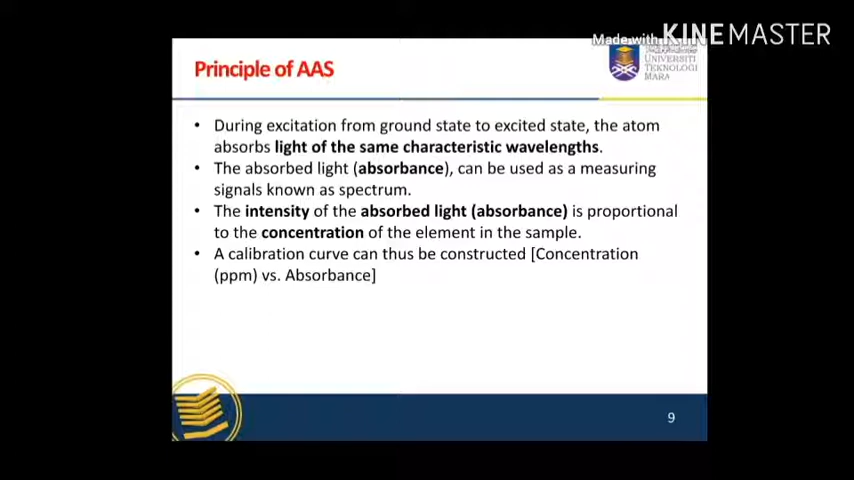 Made with KINEMASTER
UNIVERSITI
TEKNOLOGI
MARA
Principle of AAS
• During excitation from ground state to excited state, the atom
absorbs light of the same characteristic wavelengths.
• The absorbed light (absorbance), can be used as a measuring
signals known as spectrum.
• The intensity of the absorbed light (absorbance) is proportional
to the concentration of the element in the sample.
• A calibration curve can thus be constructed [Concentration
(ppm) vs. Absorbance]
9